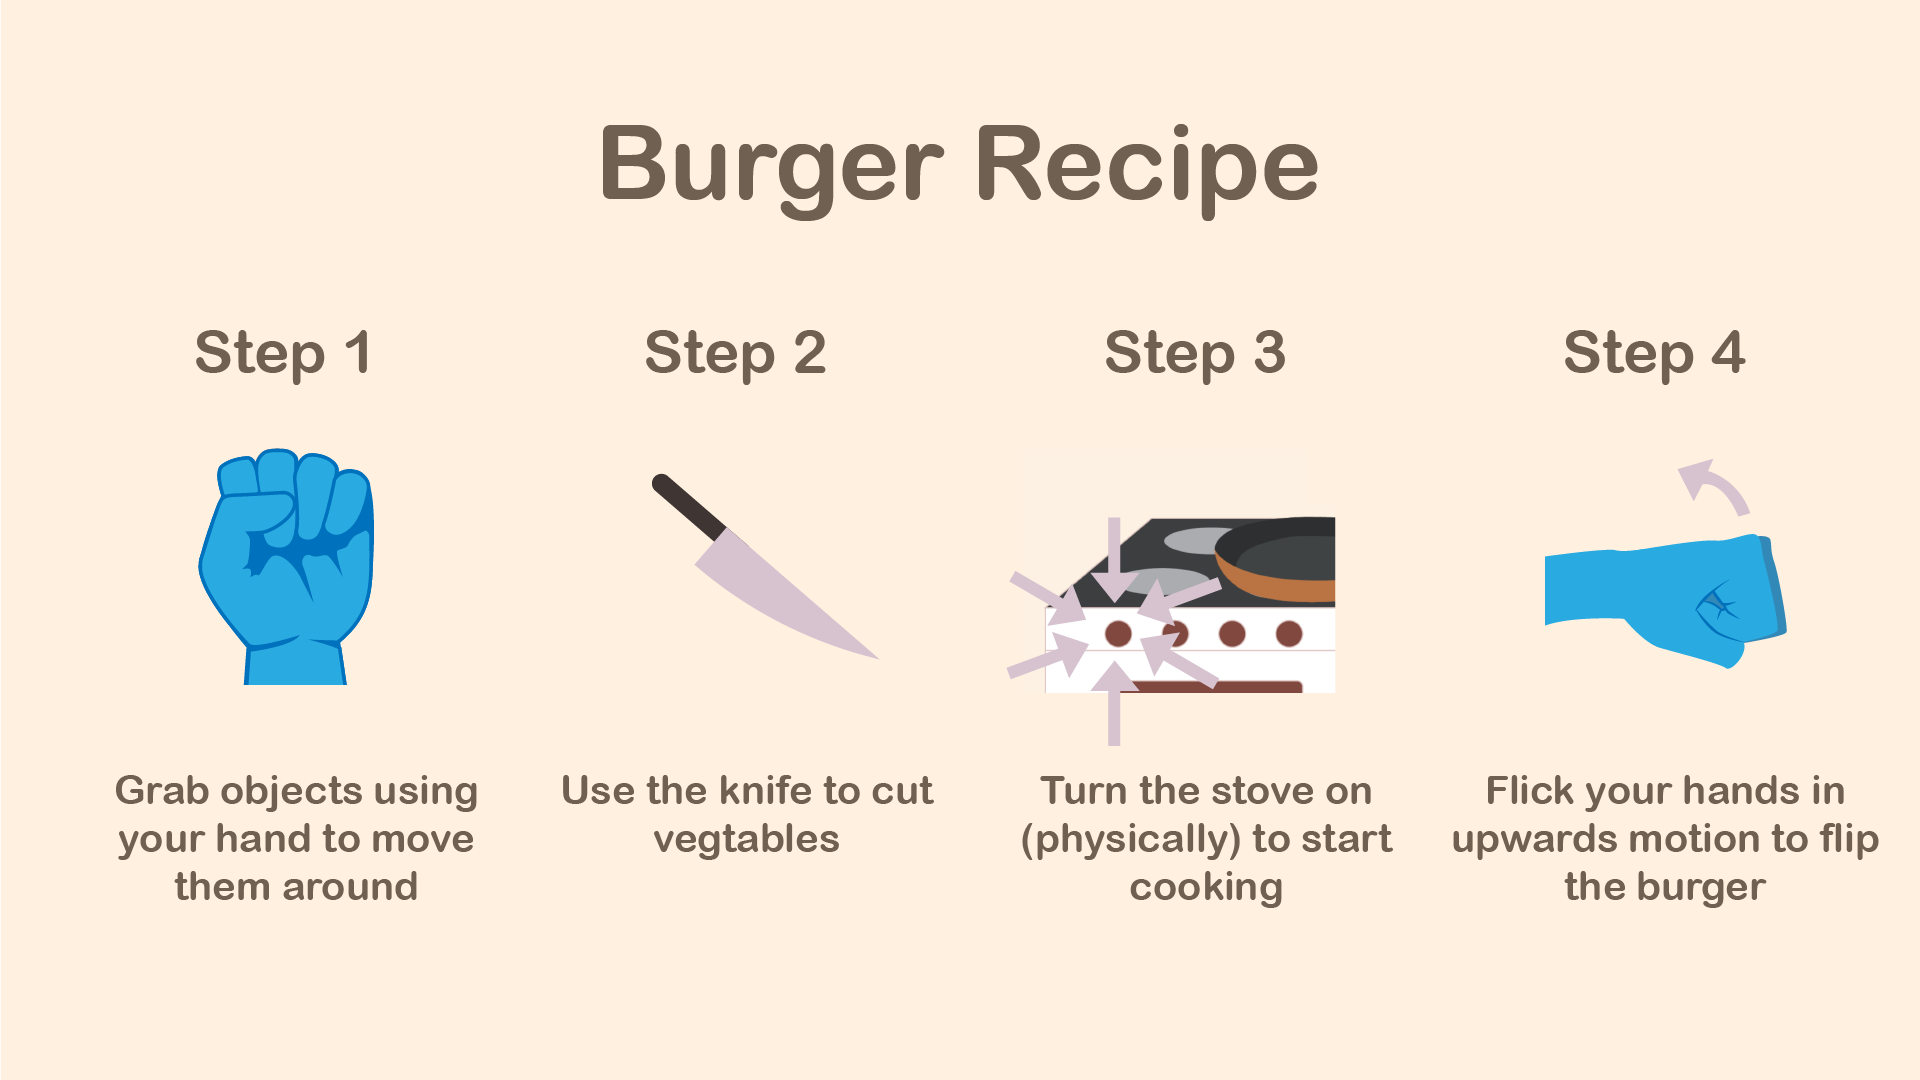 Burger Recipe
Step 1
Grab objects using
your hand to move
them around
Step 2
Use the knife to cut
vegtables
Step 3
Turn the stove on
(physically) to start
cooking
Step 4
Flick your hands in
upwards motion to flip
the burger